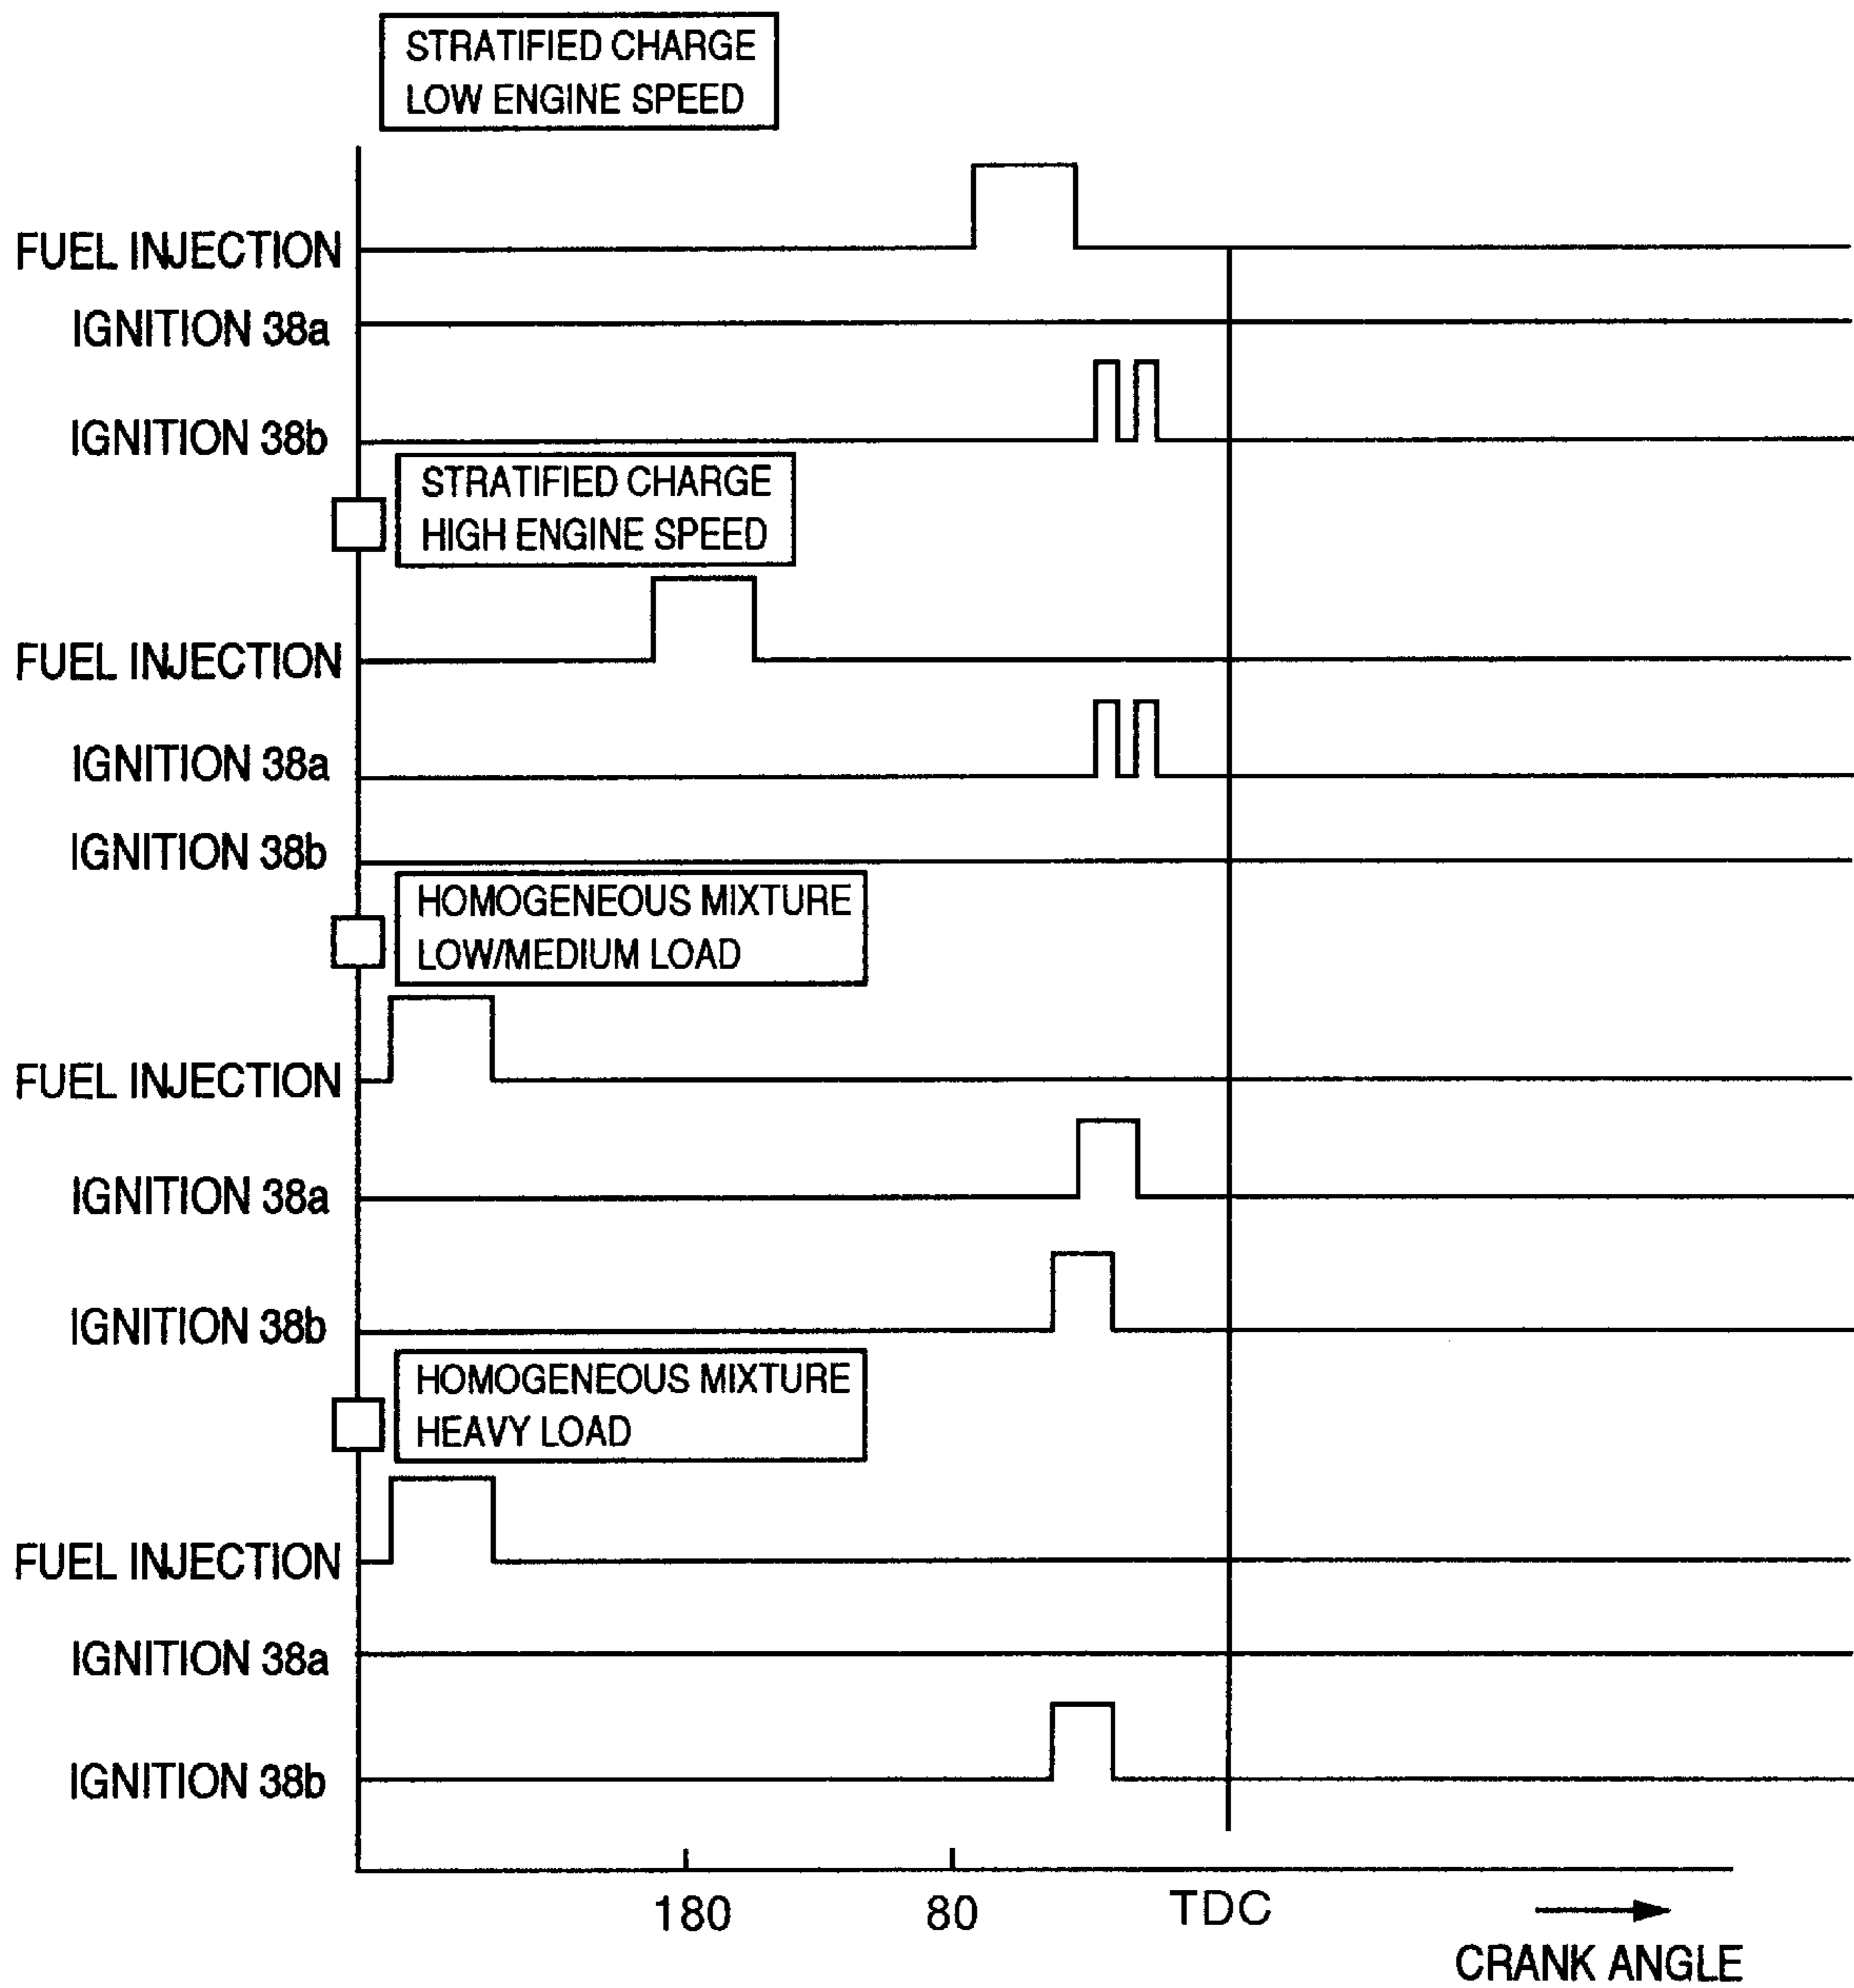 STRATIFIED CHARGE
LOW ENGINE SPEED
FUEL INJECTION
IGNITION 38a
IGNITION 38b
STRATIFIED CHARGE
HIGH ENGINE SPEED
FUEL INJECTION
IGNITION 38a
IGNITION 38b
HOMOGENEOUS MIXTURE
LOW/MEDIUM LOAD
FUEL INJECTION
IGNITION 38a
IGNITION 38b
HOMOGENEOUS MIXTURE
HEAVY LOAD
FUEL INJECTION
IGNITION 38a
IGNITION 38b
180 80 TDC
CRANK ANGLE